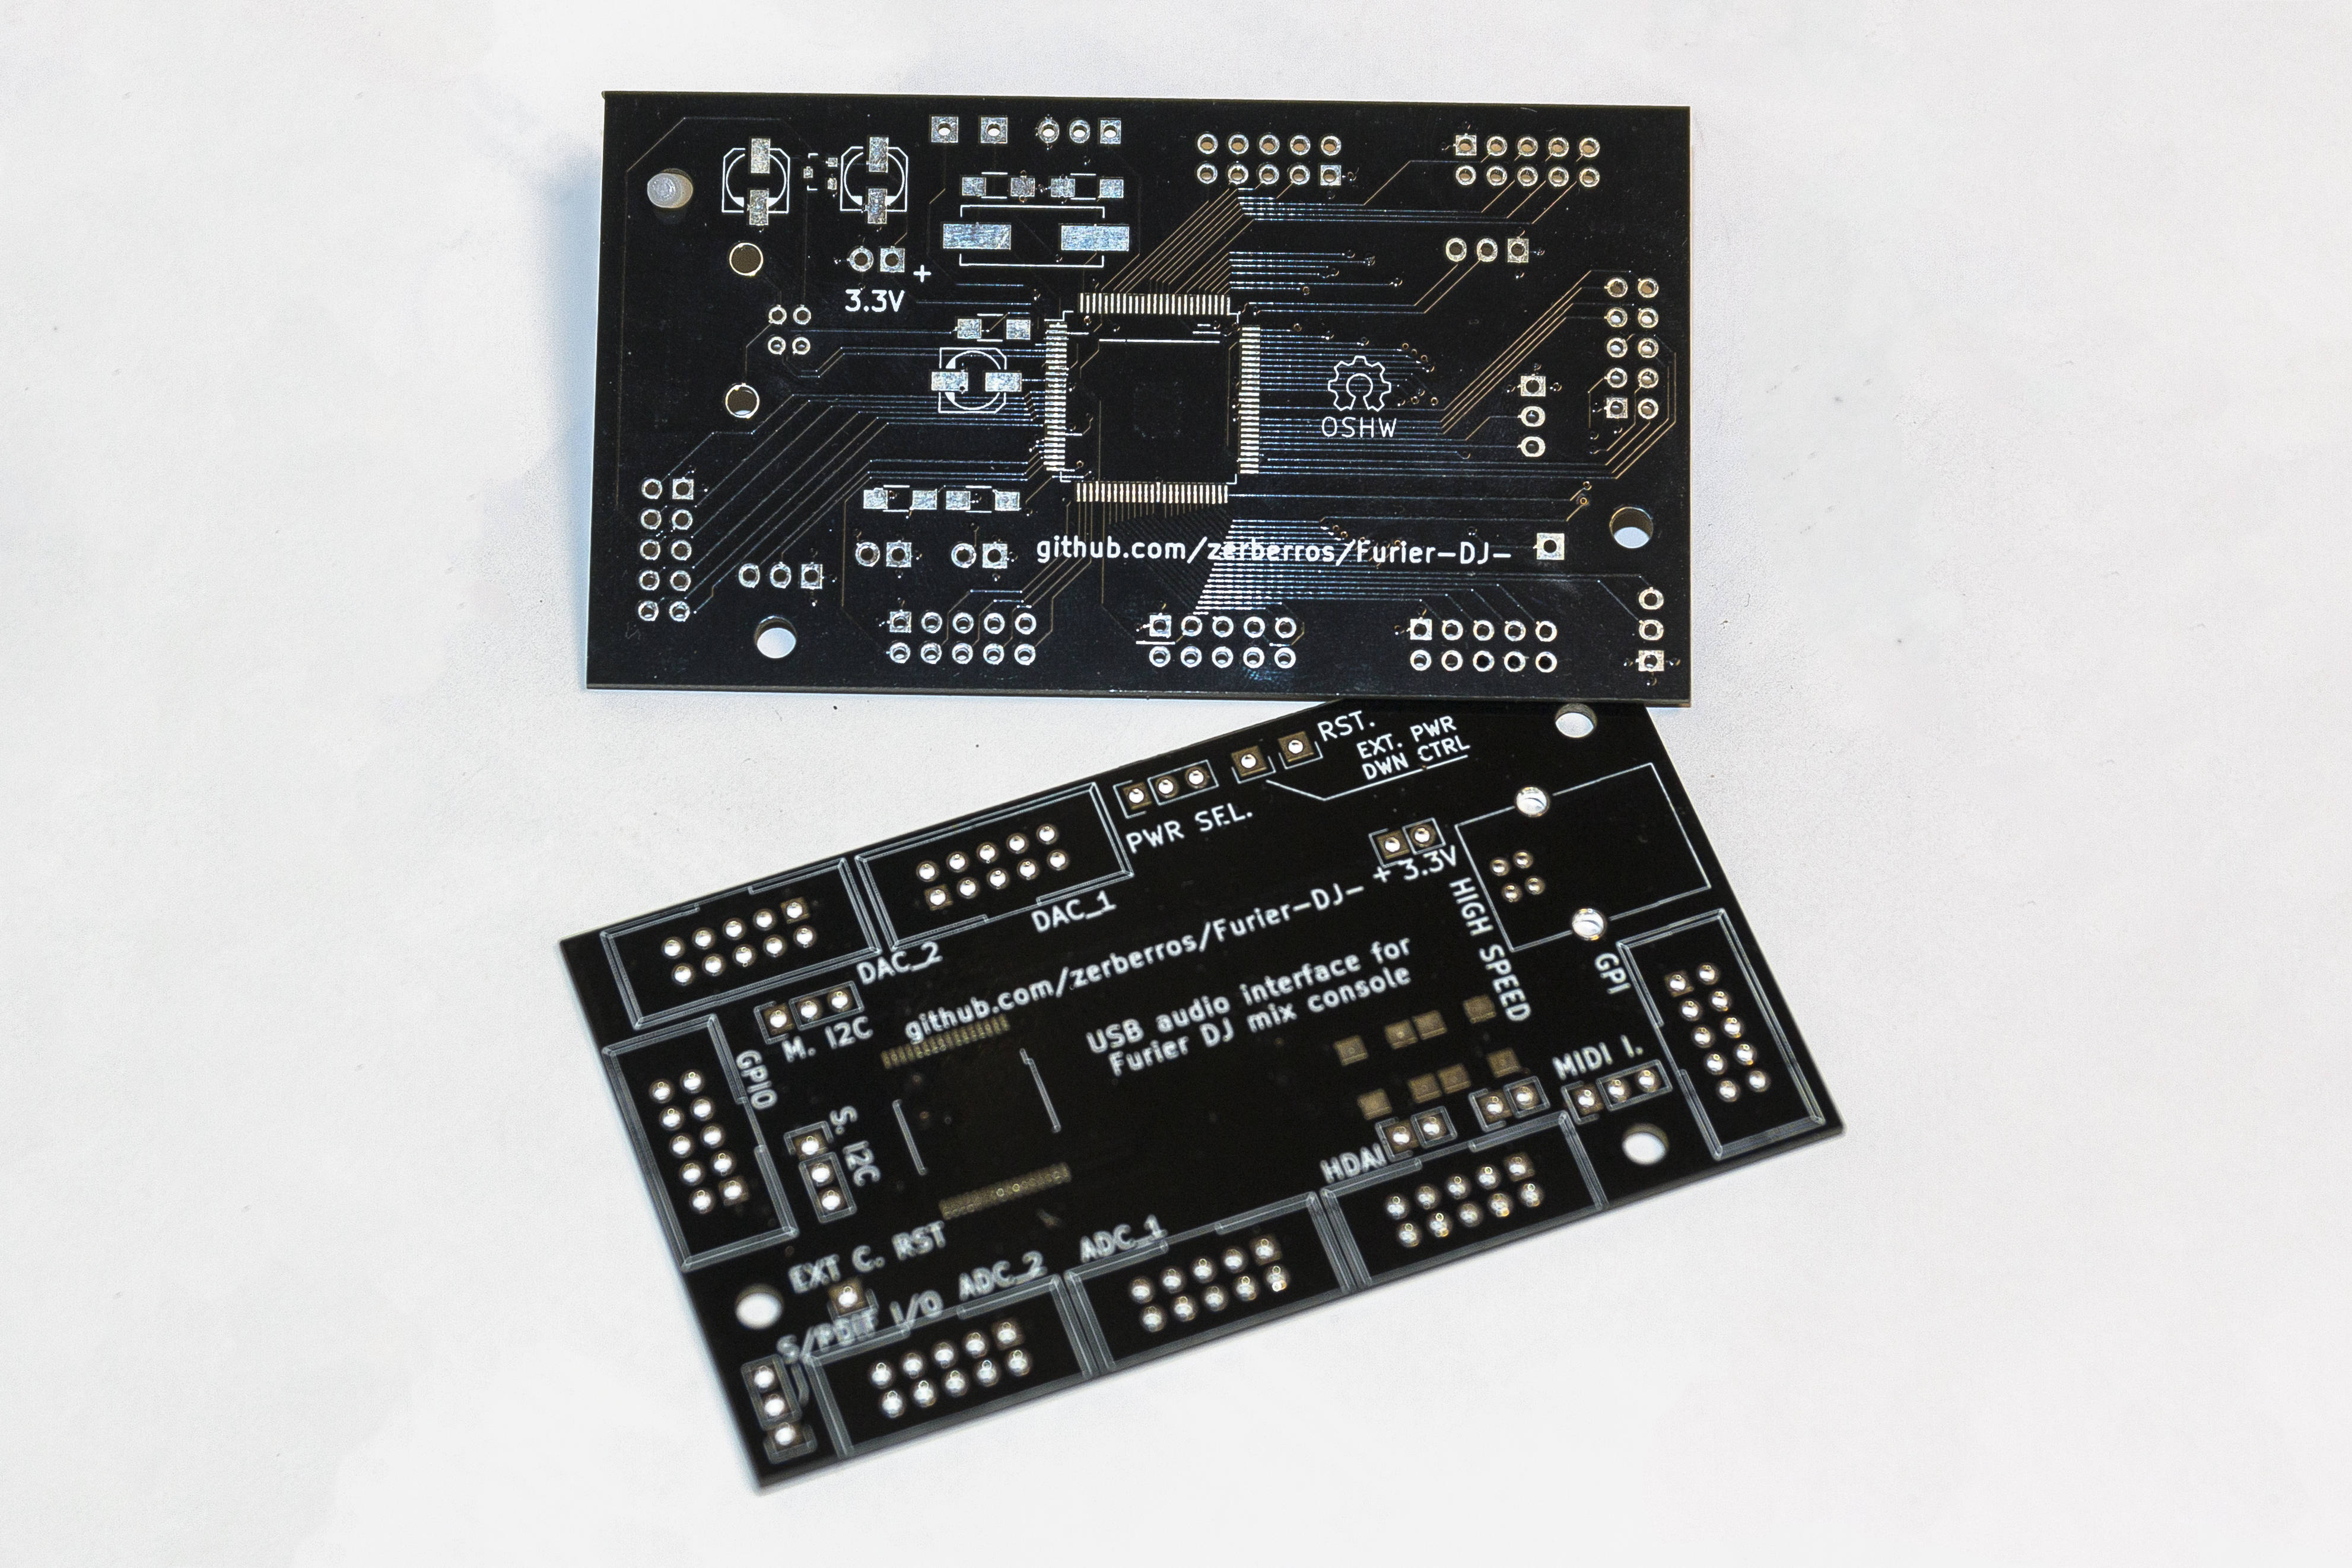 +
3.3V
OSHW
github.com/zerberros/Furier-DJ-
RST.
EXT. PWR
DWN CTRL
PWR SEL.
+ 3.3V
DAC_1
DAC_2
github.com/zerberros/Furier-DJ-
HIGH SPEED
GPI
USB audio interface for
Furier DJ mix console
M. I2C
GPIO
S. I2C
MIDI I.
HDAI
EXT C. RST
ADC_1
ADC_2
S/PDIF I/O